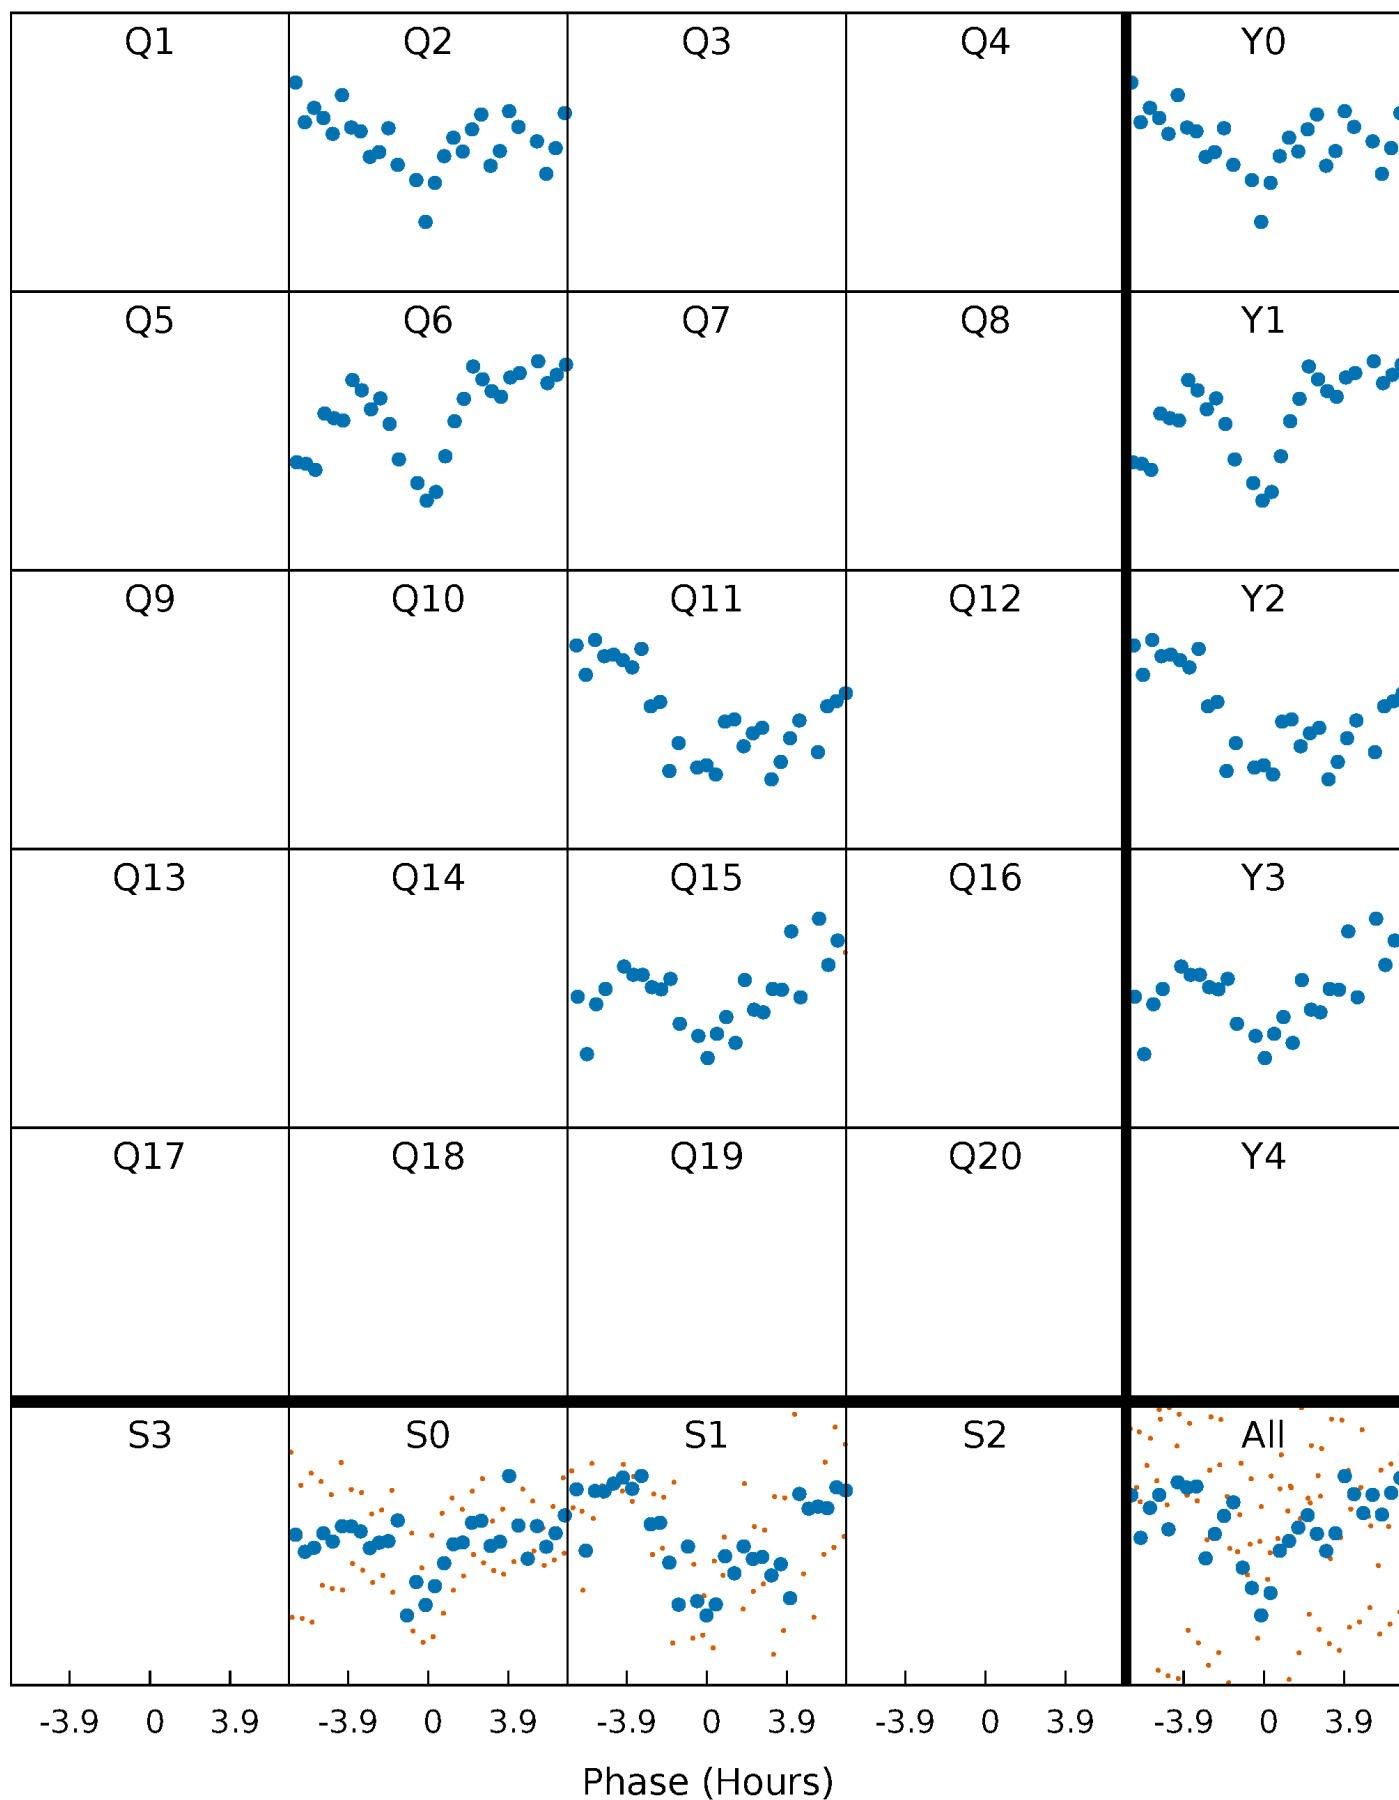 Q1 Q2 Q3 Q4 Y0
Q5 Q6 Q7 Q8 Y1
Q9 Q10 Q11 Q12 Y2
Q13 Q14 Q15 Q16 Y3
Q17 Q18 Q19 Q20 Y4
S3 S0 S1 S2 All
-3.9 0 3.9 -3.9 0 3.9 -3.9 0 3.9 -3.9 0 3.9 -3.9 0 3.9
Phase (Hours)